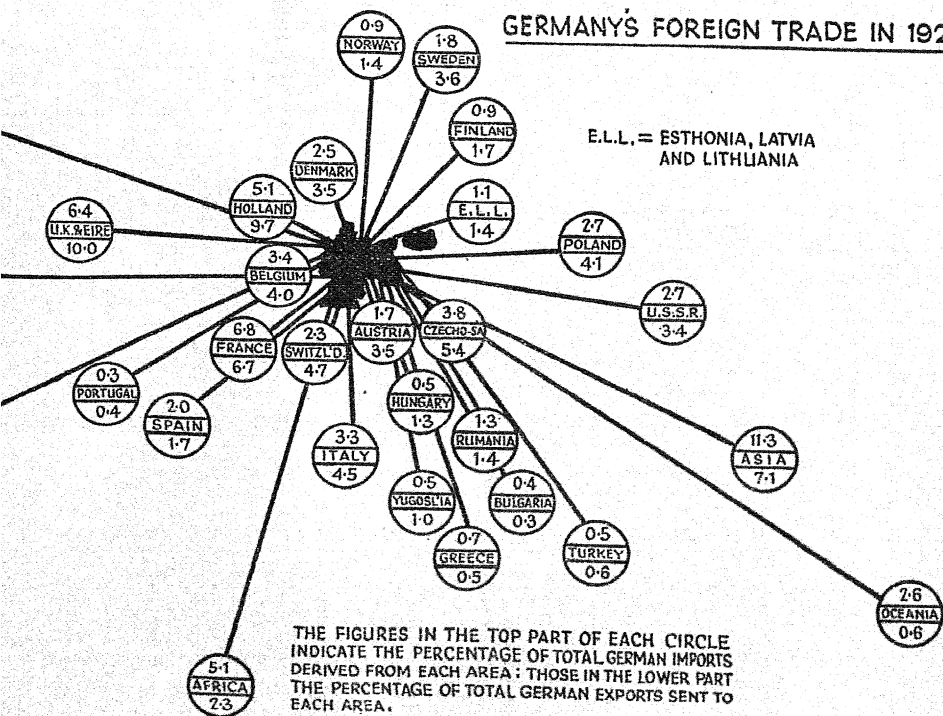 GERMANY'S FOREIGN TRADE IN 192
E.L.L. = ESTHONIA, LATVIA
AND LITHUANIA
0·9
NORWAY
1·4
1·8
SWEDEN
3·6
0·9
FINLAND
1·7
2·5
DENMARK
3·5
5·1
HOLLAND
9·7
1·1
E.L.L.
1·4
6·4
U.K.&EIRE
10·0
2·7
POLAND
4·1
3·4
BELGIUM
4·0
2·7
U.S.S.R.
3·4
6·8
FRANCE
6·7
2·3
SWITZL'D.
4·7
1·7
AUSTRIA
3·5
3·8
CZECHO-SA
5·4
0·3
PORTUGAL
0·4
2·0
SPAIN
1·7
3·3
ITALY
4·5
0·5
HUNGARY
1·3
1·3
RUMANIA
1·4
11·3
ASIA
7·1
0·5
YUGOSL'IA
1·0
0·4
BULGARIA
0·3
0·7
GREECE
0·5
0·5
TURKEY
0·6
2·6
OCEANIA
0·6
5·1
AFRICA
2·3
THE FIGURES IN THE TOP PART OF EACH CIRCLE
INDICATE THE PERCENTAGE OF TOTAL GERMAN IMPORTS
DERIVED FROM EACH AREA: THOSE IN THE LOWER PART
THE PERCENTAGE OF TOTAL GERMAN EXPORTS SENT TO
EACH AREA.